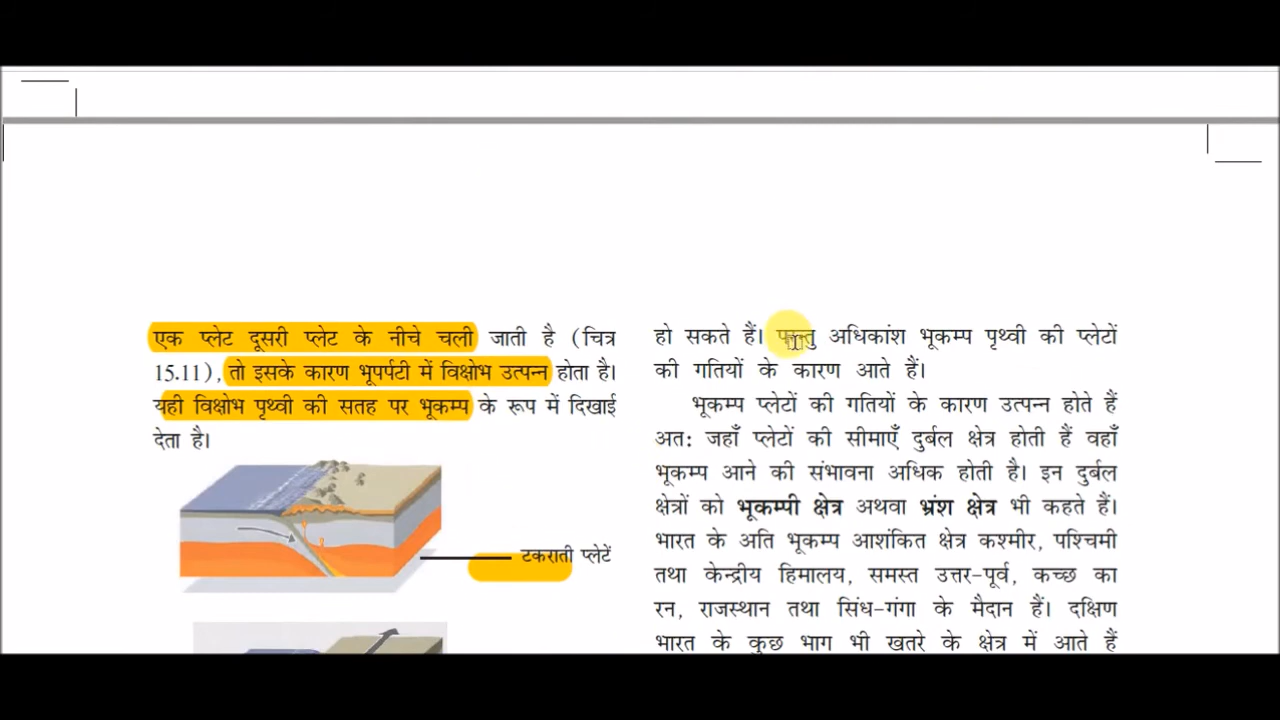 एक प्लेट दूसरी प्लेट के नीचे चली जाती है (चित्र
15.11), तो इसके कारण भूपर्पटी में विक्षोभ उत्पन्न होता है।
यही विक्षोभ पृथ्वी की सतह पर भूकम्प के रूप में दिखाई
देता है।
टकराती प्लेटें
हो सकते हैं। परन्तु अधिकांश भूकम्प पृथ्वी की प्लेटों
की गतियों के कारण आते हैं।
भूकम्प प्लेटों की गतियों के कारण उत्पन्न होते हैं
अतः जहाँ प्लेटों की सीमाएँ दुर्बल क्षेत्र होती हैं वहाँ
भूकम्प आने की संभावना अधिक होती है। इन दुर्बल
क्षेत्रों को भूकम्पी क्षेत्र अथवा भ्रंश क्षेत्र भी कहते हैं।
भारत के अति भूकम्प आशंकित क्षेत्र कश्मीर, पश्चिमी
तथा केन्द्रीय हिमालय, समस्त उत्तर-पूर्व, कच्छ का
रन, राजस्थान तथा सिंध-गंगा के मैदान हैं। दक्षिण
भारत के कुछ भाग भी खतरे के क्षेत्र में आते हैं